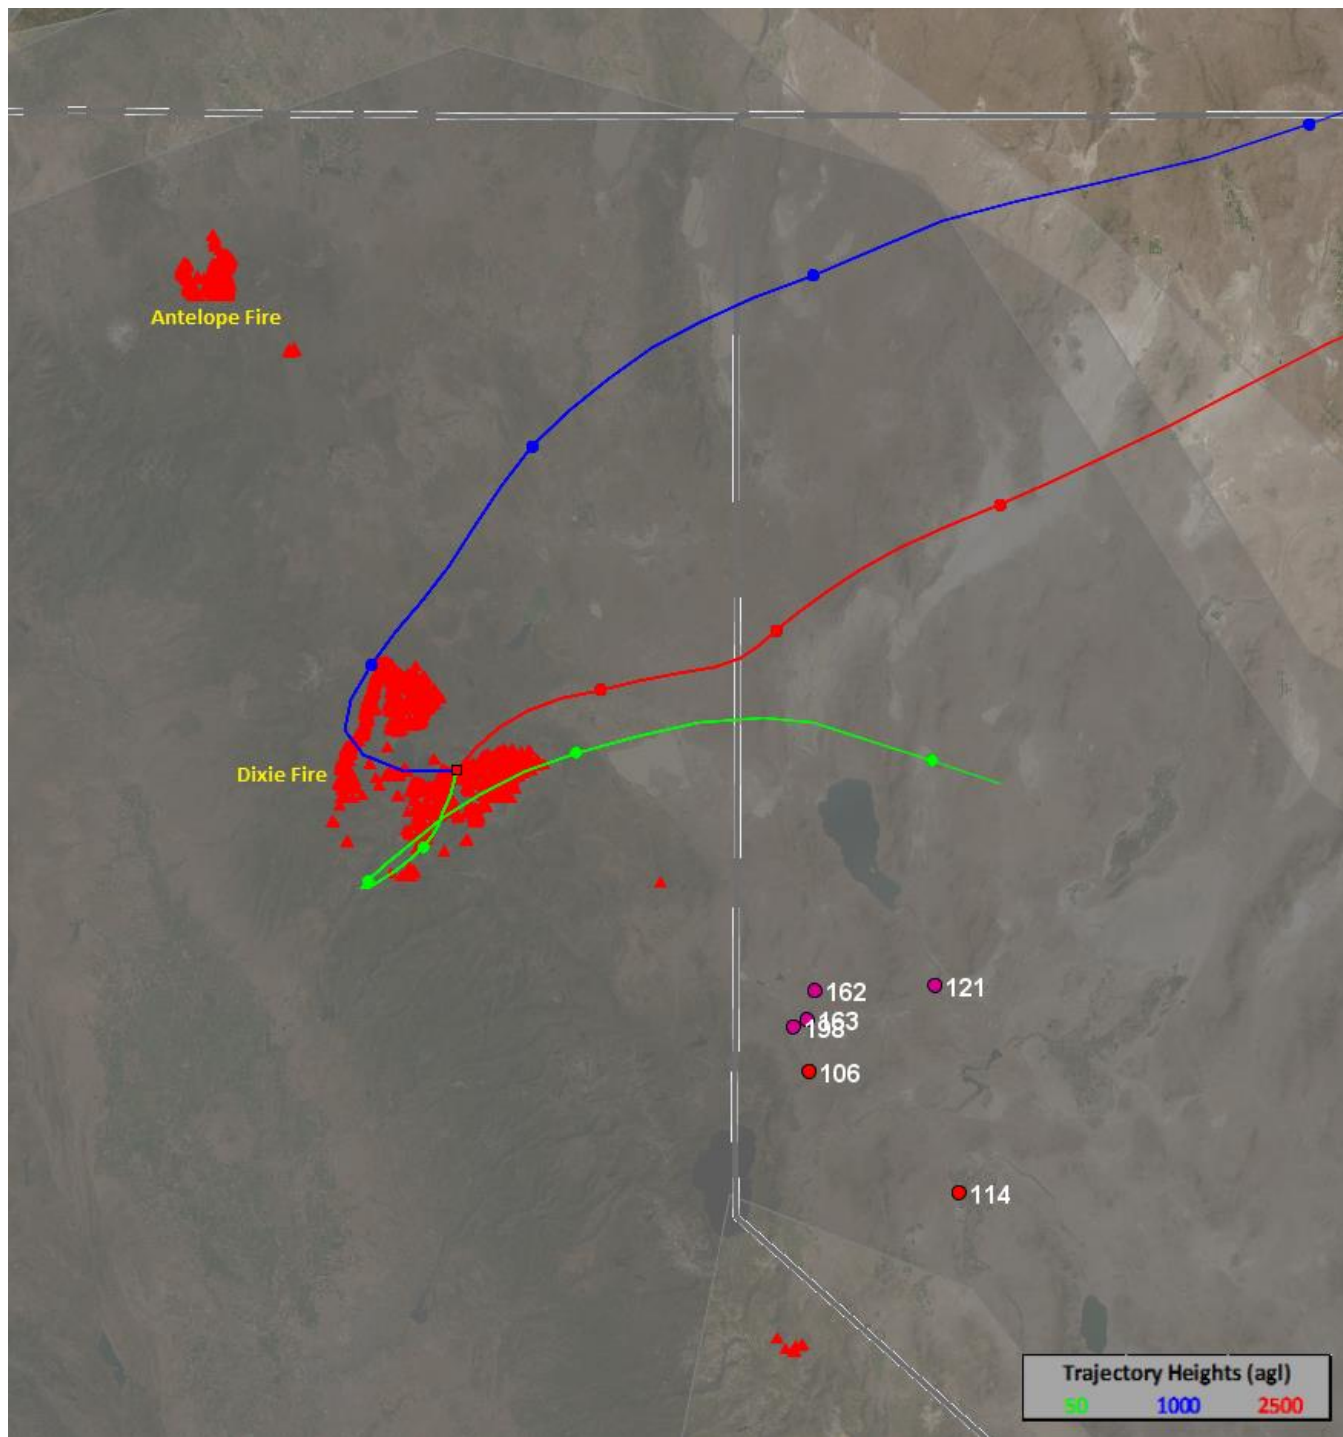 Antelope Fire
Dixie Fire
162
121
163
198
106
114
Trajectory Heights (agl)
50 1000 2500